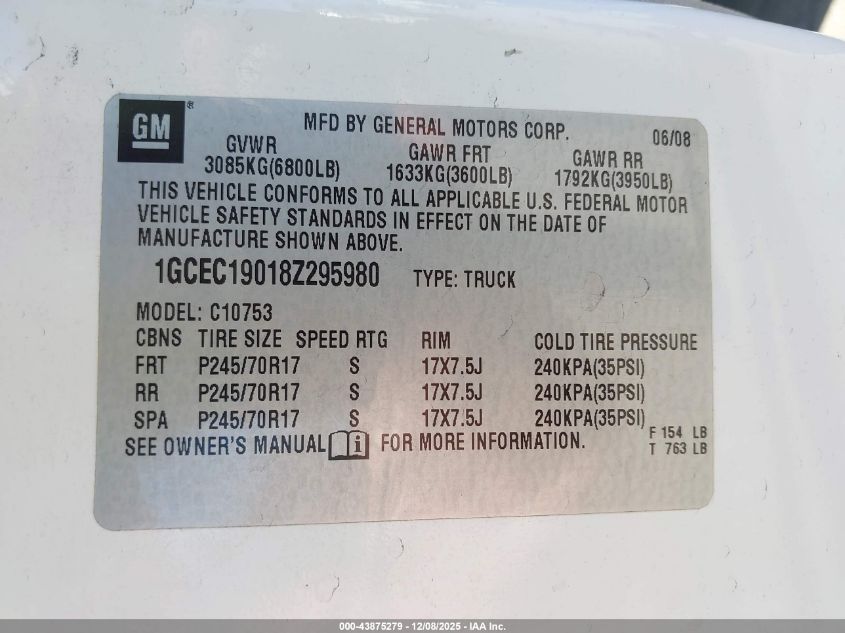 GM ®
MFD BY GENERAL MOTORS CORP. 06/08
GVWR GAWR FRT GAWR RR
3085KG(6800LB) 1633KG(3600LB) 1792KG(3950LB)
THIS VEHICLE CONFORMS TO ALL APPLICABLE U.S. FEDERAL MOTOR
VEHICLE SAFETY STANDARDS IN EFFECT ON THE DATE OF
MANUFACTURE SHOWN ABOVE.
1GCEC19018Z295980 TYPE: TRUCK
MODEL: C10753
CBNS TIRE SIZE SPEED RTG RIM COLD TIRE PRESSURE
FRT P245/70R17 S 17X7.5J 240KPA(35PSI)
RR P245/70R17 S 17X7.5J 240KPA(35PSI)
SPA P245/70R17 S 17X7.5J 240KPA(35PSI)
SEE OWNER'S MANUAL i FOR MORE INFORMATION.
F 154 LB
T 763 LB
000-43875279 - 12/08/2025 - IAA Inc.